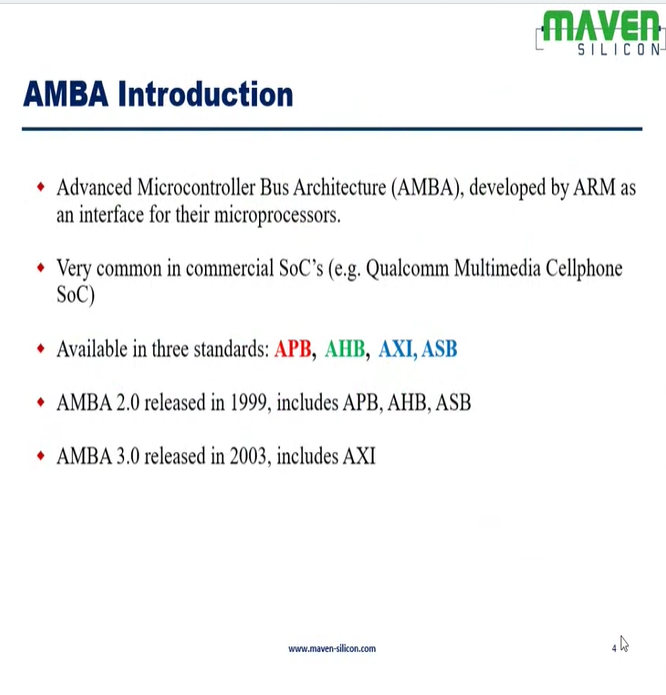 MAVEN
SILICON
AMBA Introduction
Advanced Microcontroller Bus Architecture (AMBA), developed by ARM as
an interface for their microprocessors.
Very common in commercial SoC's (e.g. Qualcomm Multimedia Cellphone
SoC)
Available in three standards: APB, AHB, AXI, ASB
AMBA 2.0 released in 1999, includes APB, AHB, ASB
AMBA 3.0 released in 2003, includes AXI
www.maven-silicon.com
4